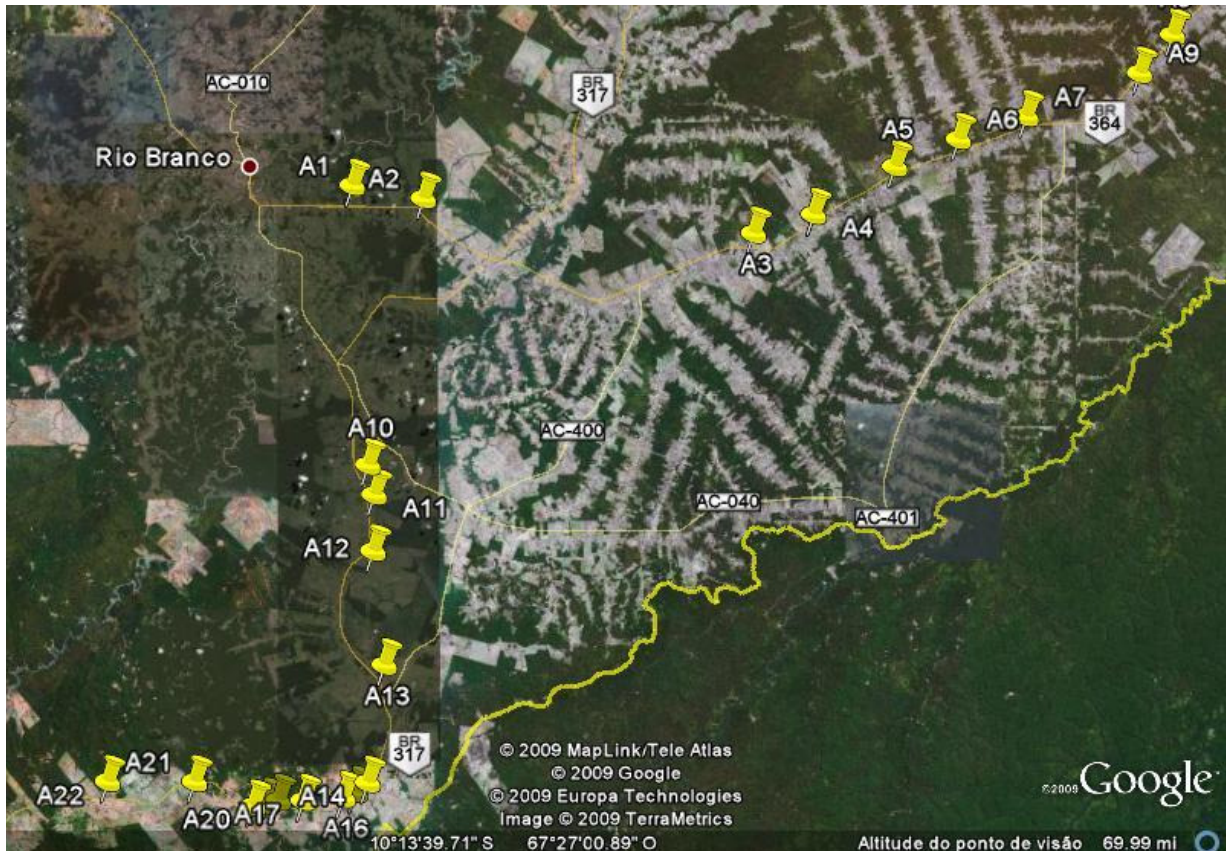 A9
BR
317
AC-010
A7
BR
364
A6
A5
Rio Branco
A1
A2
A4
A3
A10
AC-400
A11
AC-040
AC-401
A12
A13
BR
317
© 2009 MapLink/Tele Atlas
© 2009 Google
© 2009 Europa Technologies
Image © 2009 TerraMetrics
©2009 Google
A21
A22
A14
A17
A20
A16
10°13'39.71" S 67°27'00.89" O
Altitude do ponto de visão 69.99 mi